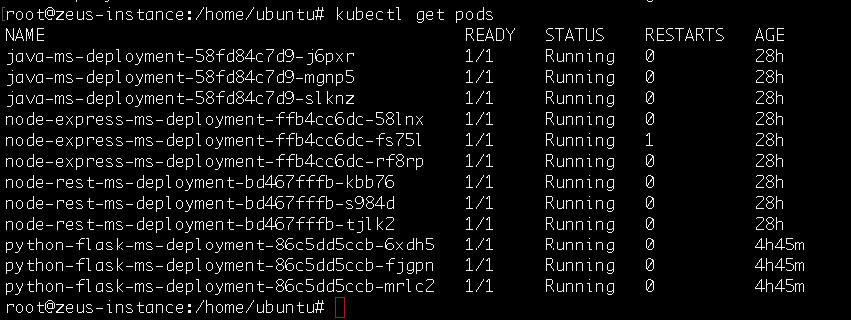 [root@zeus-instance:/home/ubuntu# kubectl get pods
NAME READY STATUS RESTARTS AGE
java-ms-deployment-58fd84c7d9-j6pxr 1/1 Running 0 28h
java-ms-deployment-58fd84c7d9-mgnp5 1/1 Running 0 28h
java-ms-deployment-58fd84c7d9-slknz 1/1 Running 0 28h
node-express-ms-deployment-ffb4cc6dc-58lnx 1/1 Running 0 28h
node-express-ms-deployment-ffb4cc6dc-fs75l 1/1 Running 1 28h
node-express-ms-deployment-ffb4cc6dc-rf8rp 1/1 Running 0 28h
node-rest-ms-deployment-bd467fffb-kbb76 1/1 Running 0 28h
node-rest-ms-deployment-bd467fffb-s984d 1/1 Running 0 28h
node-rest-ms-deployment-bd467fffb-tjlk2 1/1 Running 0 28h
python-flask-ms-deployment-86c5dd5ccb-6xdh5 1/1 Running 0 4h45m
python-flask-ms-deployment-86c5dd5ccb-fjgpn 1/1 Running 0 4h45m
python-flask-ms-deployment-86c5dd5ccb-mrlc2 1/1 Running 0 4h45m
root@zeus-instance:/home/ubuntu#